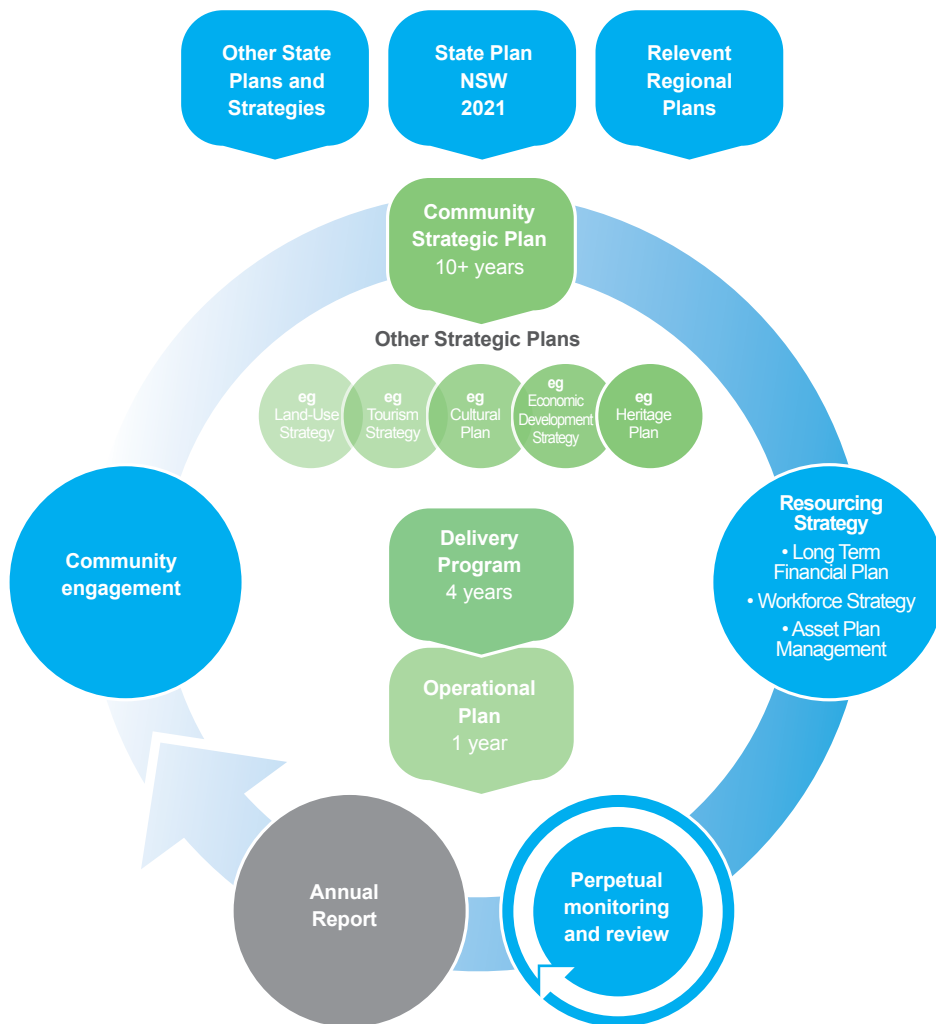 Other State
Plans and
Strategies
State Plan
NSW
2021
Relevent
Regional
Plans
Community
Strategic Plan
10+ years
Other Strategic Plans
eg
Land-Use
Strategy
eg
Tourism
Strategy
eg
Cultural
Plan
eg
Economic
Development
Strategy
eg
Heritage
Plan
Community
engagement
Delivery
Program
4 years
Operational
Plan
1 year
Resourcing
Strategy
• Long Term
Financial Plan
• Workforce Strategy
• Asset Plan
Management
Annual
Report
Perpetual
monitoring
and review